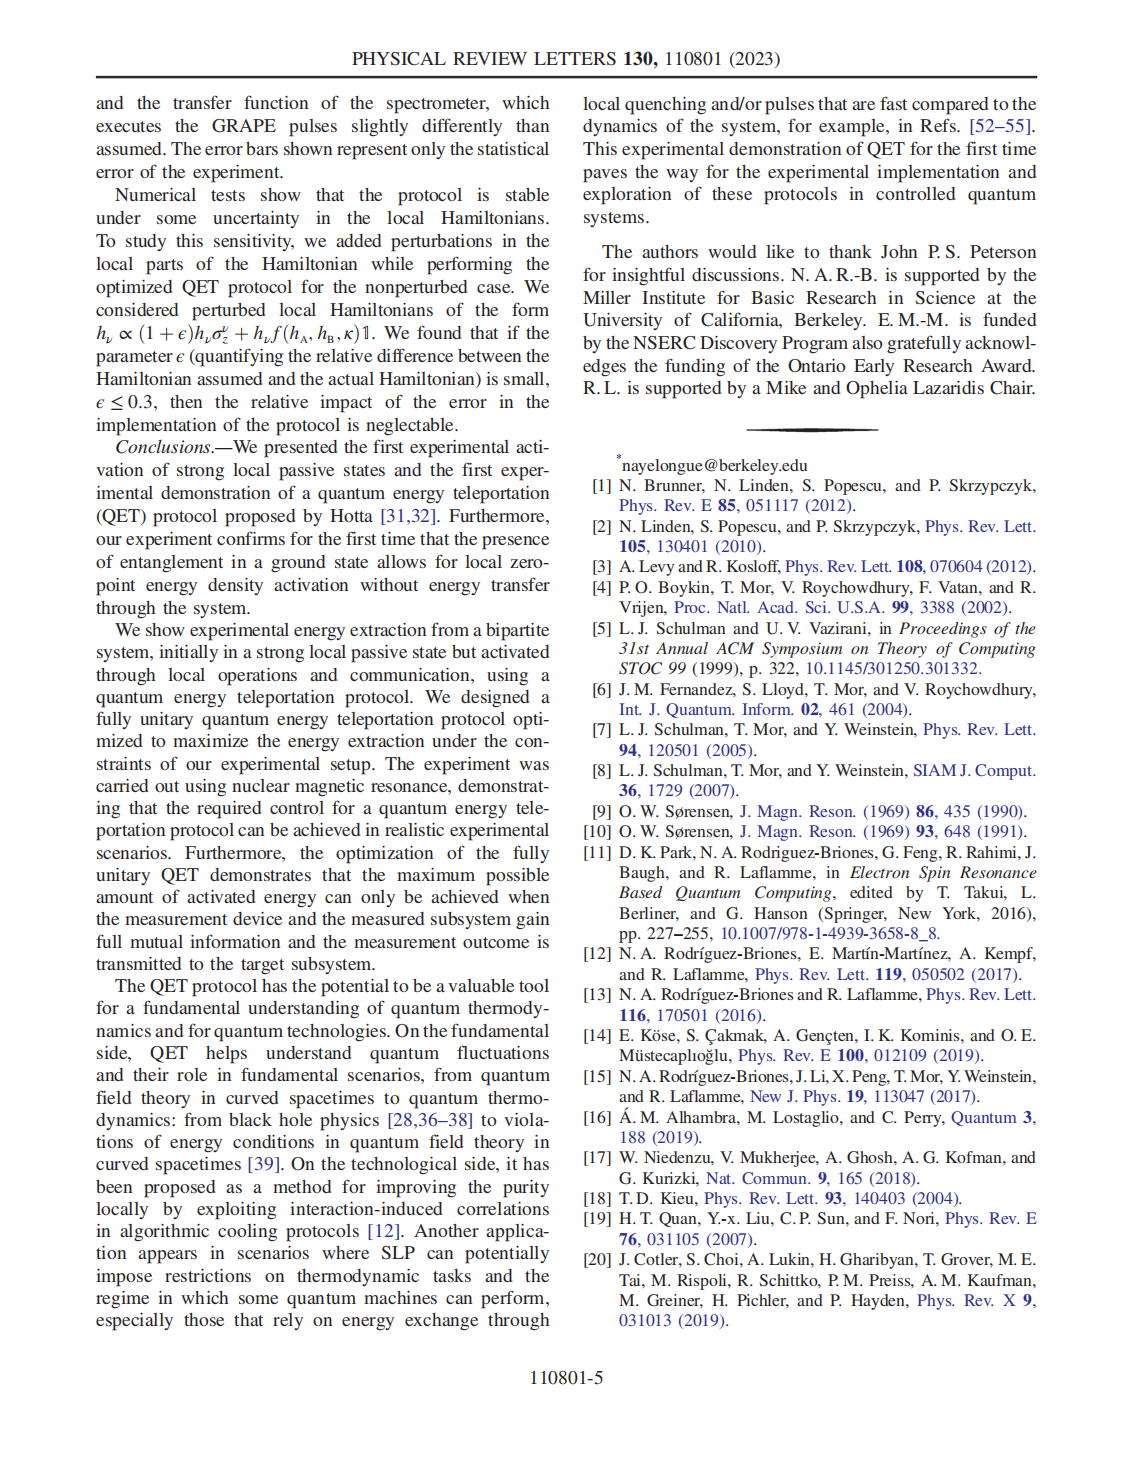 PHYSICAL REVIEW LETTERS 130, 110801 (2023)
and the transfer function of the spectrometer, which
executes the GRAPE pulses slightly differently than
assumed. The error bars shown represent only the statistical
error of the experiment.
Numerical tests show that the protocol is stable
under some uncertainty in the local Hamiltonians.
To study this sensitivity, we added perturbations in the
local parts of the Hamiltonian while performing the
optimized QET protocol for the nonperturbed case. We
considered perturbed local Hamiltonians of the form
h_ν ∝ (1 + ϵ)h_νσ_z^ν + h_νf(h_A, h_B, κ)𝟙. We found that if the
parameter ϵ (quantifying the relative difference between the
Hamiltonian assumed and the actual Hamiltonian) is small,
ϵ ≤ 0.3, then the relative impact of the error in the
implementation of the protocol is neglectable.
Conclusions.—We presented the first experimental acti-
vation of strong local passive states and the first exper-
imental demonstration of a quantum energy teleportation
(QET) protocol proposed by Hotta [31,32]. Furthermore,
our experiment confirms for the first time that the presence
of entanglement in a ground state allows for local zero-
point energy density activation without energy transfer
through the system.
We show experimental energy extraction from a bipartite
system, initially in a strong local passive state but activated
through local operations and communication, using a
quantum energy teleportation protocol. We designed a
fully unitary quantum energy teleportation protocol opti-
mized to maximize the energy extraction under the con-
straints of our experimental setup. The experiment was
carried out using nuclear magnetic resonance, demonstrat-
ing that the required control for a quantum energy tele-
portation protocol can be achieved in realistic experimental
scenarios. Furthermore, the optimization of the fully
unitary QET demonstrates that the maximum possible
amount of activated energy can only be achieved when
the measurement device and the measured subsystem gain
full mutual information and the measurement outcome is
transmitted to the target subsystem.
The QET protocol has the potential to be a valuable tool
for a fundamental understanding of quantum thermody-
namics and for quantum technologies. On the fundamental
side, QET helps understand quantum fluctuations
and their role in fundamental scenarios, from quantum
field theory in curved spacetimes to quantum thermo-
dynamics: from black hole physics [28,36–38] to viola-
tions of energy conditions in quantum field theory in
curved spacetimes [39]. On the technological side, it has
been proposed as a method for improving the purity
locally by exploiting interaction-induced correlations
in algorithmic cooling protocols [12]. Another applica-
tion appears in scenarios where SLP can potentially
impose restrictions on thermodynamic tasks and the
regime in which some quantum machines can perform,
especially those that rely on energy exchange through
local quenching and/or pulses that are fast compared to the
dynamics of the system, for example, in Refs. [52–55].
This experimental demonstration of QET for the first time
paves the way for the experimental implementation and
exploration of these protocols in controlled quantum
systems.
The authors would like to thank John P. S. Peterson
for insightful discussions. N. A. R.-B. is supported by the
Miller Institute for Basic Research in Science at the
University of California, Berkeley. E. M.-M. is funded
by the NSERC Discovery Program also gratefully acknowl-
edges the funding of the Ontario Early Research Award.
R. L. is supported by a Mike and Ophelia Lazaridis Chair.
*nayelongue@berkeley.edu
[1] N. Brunner, N. Linden, S. Popescu, and P. Skrzypczyk,
Phys. Rev. E 85, 051117 (2012).
[2] N. Linden, S. Popescu, and P. Skrzypczyk, Phys. Rev. Lett.
105, 130401 (2010).
[3] A. Levy and R. Kosloff, Phys. Rev. Lett. 108, 070604 (2012).
[4] P. O. Boykin, T. Mor, V. Roychowdhury, F. Vatan, and R.
Vrijen, Proc. Natl. Acad. Sci. U.S.A. 99, 3388 (2002).
[5] L. J. Schulman and U. V. Vazirani, in Proceedings of the
31st Annual ACM Symposium on Theory of Computing
STOC 99 (1999), p. 322, 10.1145/301250.301332.
[6] J. M. Fernandez, S. Lloyd, T. Mor, and V. Roychowdhury,
Int. J. Quantum. Inform. 02, 461 (2004).
[7] L. J. Schulman, T. Mor, and Y. Weinstein, Phys. Rev. Lett.
94, 120501 (2005).
[8] L. J. Schulman, T. Mor, and Y. Weinstein, SIAM J. Comput.
36, 1729 (2007).
[9] O. W. Sørensen, J. Magn. Reson. (1969) 86, 435 (1990).
[10] O. W. Sørensen, J. Magn. Reson. (1969) 93, 648 (1991).
[11] D. K. Park, N. A. Rodriguez-Briones, G. Feng, R. Rahimi, J.
Baugh, and R. Laflamme, in Electron Spin Resonance
Based Quantum Computing, edited by T. Takui, L.
Berliner, and G. Hanson (Springer, New York, 2016),
pp. 227–255, 10.1007/978-1-4939-3658-8_8.
[12] N. A. Rodríguez-Briones, E. Martín-Martínez, A. Kempf,
and R. Laflamme, Phys. Rev. Lett. 119, 050502 (2017).
[13] N. A. Rodríguez-Briones and R. Laflamme, Phys. Rev. Lett.
116, 170501 (2016).
[14] E. Köse, S. Çakmak, A. Gençten, I. K. Kominis, and O. E.
Müstecaplıoğlu, Phys. Rev. E 100, 012109 (2019).
[15] N. A. Rodríguez-Briones, J. Li, X. Peng, T. Mor, Y. Weinstein,
and R. Laflamme, New J. Phys. 19, 113047 (2017).
[16] Á. M. Alhambra, M. Lostaglio, and C. Perry, Quantum 3,
188 (2019).
[17] W. Niedenzu, V. Mukherjee, A. Ghosh, A. G. Kofman, and
G. Kurizki, Nat. Commun. 9, 165 (2018).
[18] T. D. Kieu, Phys. Rev. Lett. 93, 140403 (2004).
[19] H. T. Quan, Y.-x. Liu, C. P. Sun, and F. Nori, Phys. Rev. E
76, 031105 (2007).
[20] J. Cotler, S. Choi, A. Lukin, H. Gharibyan, T. Grover, M. E.
Tai, M. Rispoli, R. Schittko, P. M. Preiss, A. M. Kaufman,
M. Greiner, H. Pichler, and P. Hayden, Phys. Rev. X 9,
031013 (2019).
110801-5